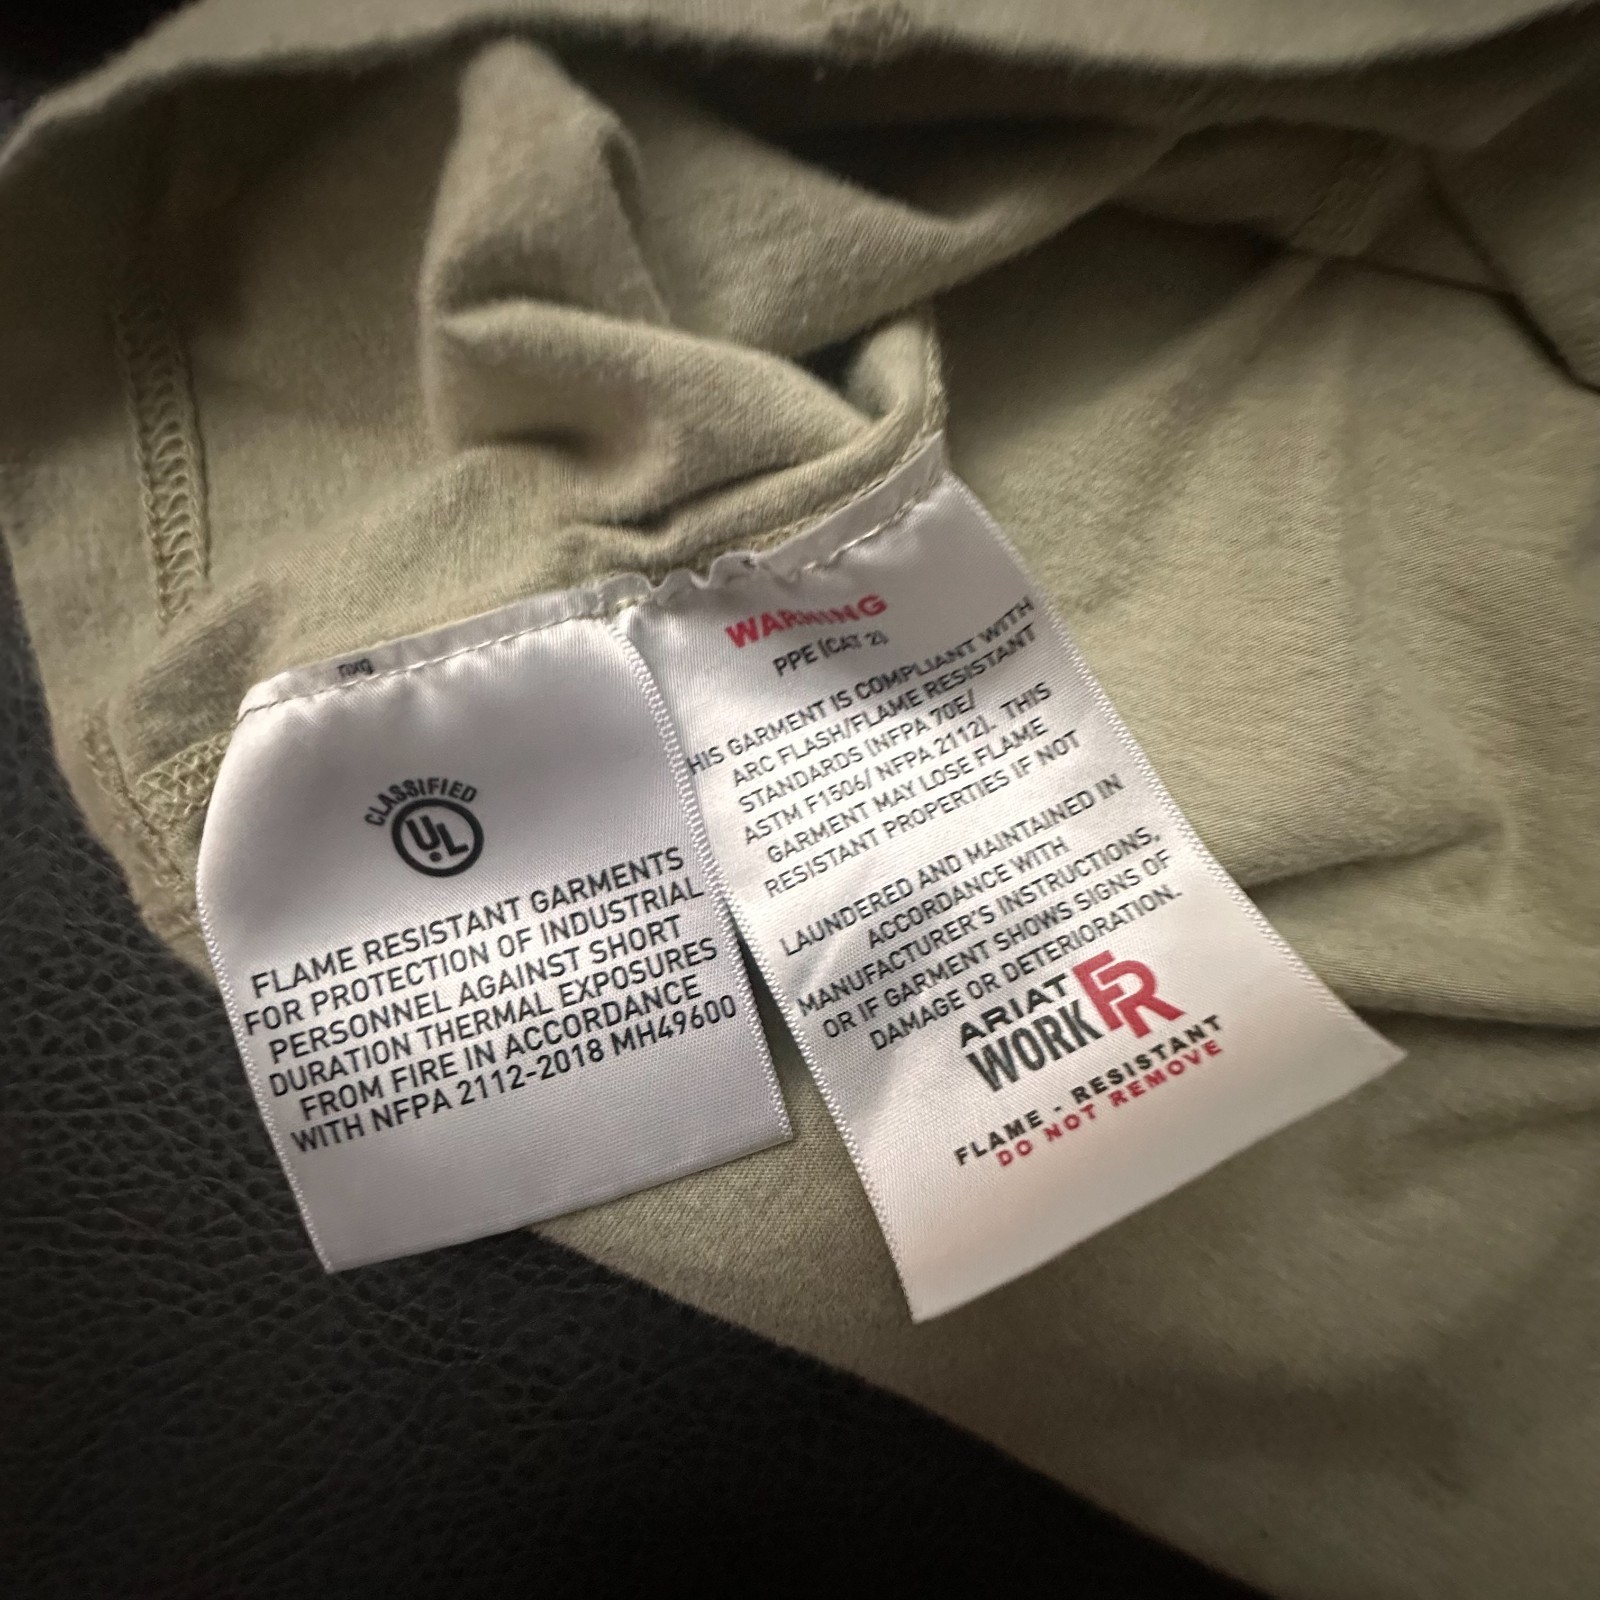 nxg
CLASSIFIED
UL
FLAME RESISTANT GARMENTS
FOR PROTECTION OF INDUSTRIAL
PERSONNEL AGAINST SHORT
DURATION THERMAL EXPOSURES
FROM FIRE IN ACCORDANCE
WITH NFPA 2112-2018 MH49600
WARNING
PPE (CAT 2)
HIS GARMENT IS COMPLIANT WITH
ARC FLASH/FLAME RESISTANT
STANDARDS (NFPA 70E/
ASTM F1506/ NFPA 2112). THIS
GARMENT MAY LOSE FLAME
RESISTANT PROPERTIES IF NOT
LAUNDERED AND MAINTAINED IN
ACCORDANCE WITH
MANUFACTURER'S INSTRUCTIONS,
OR IF GARMENT SHOWS SIGNS OF
DAMAGE OR DETERIORATION.
ARIAT
WORK FR
FLAME - RESISTANT
DO NOT REMOVE